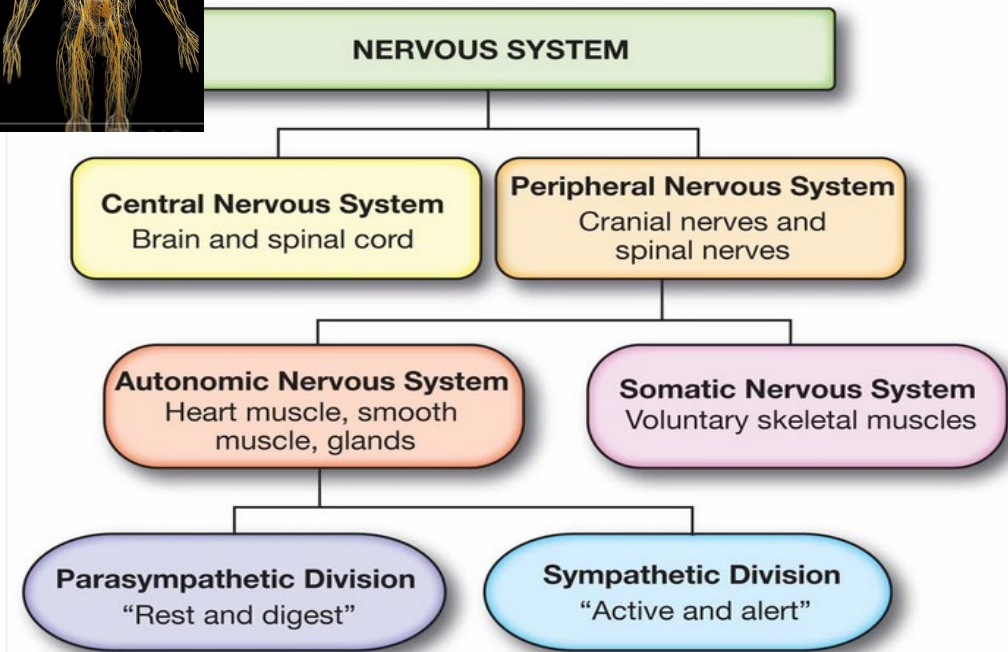 NERVOUS SYSTEM
Central Nervous System
Brain and spinal cord
Peripheral Nervous System
Cranial nerves and
spinal nerves
Autonomic Nervous System
Heart muscle, smooth
muscle, glands
Somatic Nervous System
Voluntary skeletal muscles
Parasympathetic Division
“Rest and digest”
Sympathetic Division
“Active and alert”